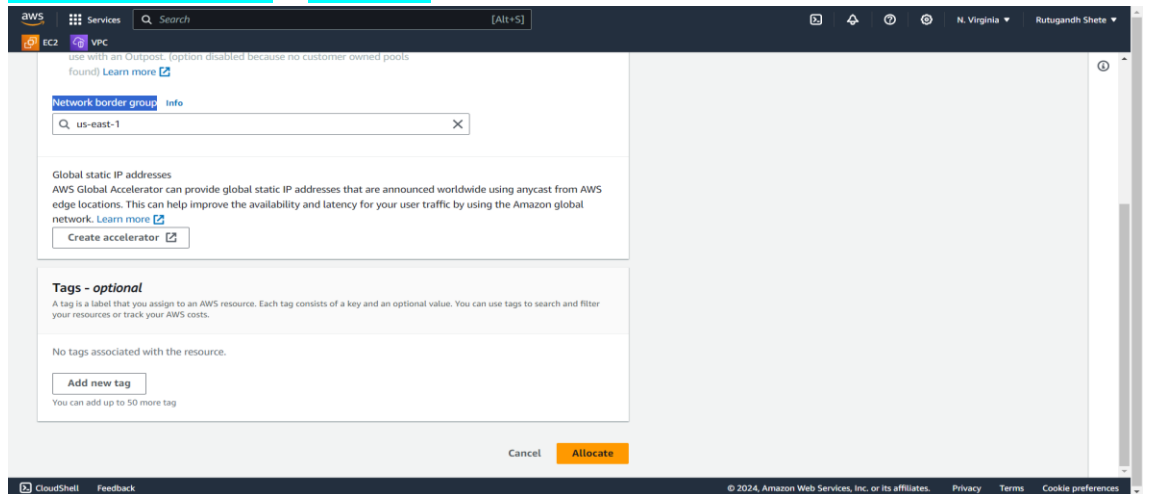 aws Services Search [Alt+S] N. Virginia Rutugandh Shete
EC2 VPC
use with an Outpost. (option disabled because no customer owned pools
found) Learn more
Network border group Info
us-east-1
Global static IP addresses
AWS Global Accelerator can provide global static IP addresses that are announced worldwide using anycast from AWS
edge locations. This can help improve the availability and latency for your user traffic by using the Amazon global
network. Learn more
Create accelerator
Tags - optional
A tag is a label that you assign to an AWS resource. Each tag consists of a key and an optional value. You can use tags to search and filter
your resources or track your AWS costs.
No tags associated with the resource.
Add new tag
You can add up to 50 more tag
Cancel Allocate
CloudShell Feedback © 2024, Amazon Web Services, Inc. or its affiliates. Privacy Terms Cookie preferences